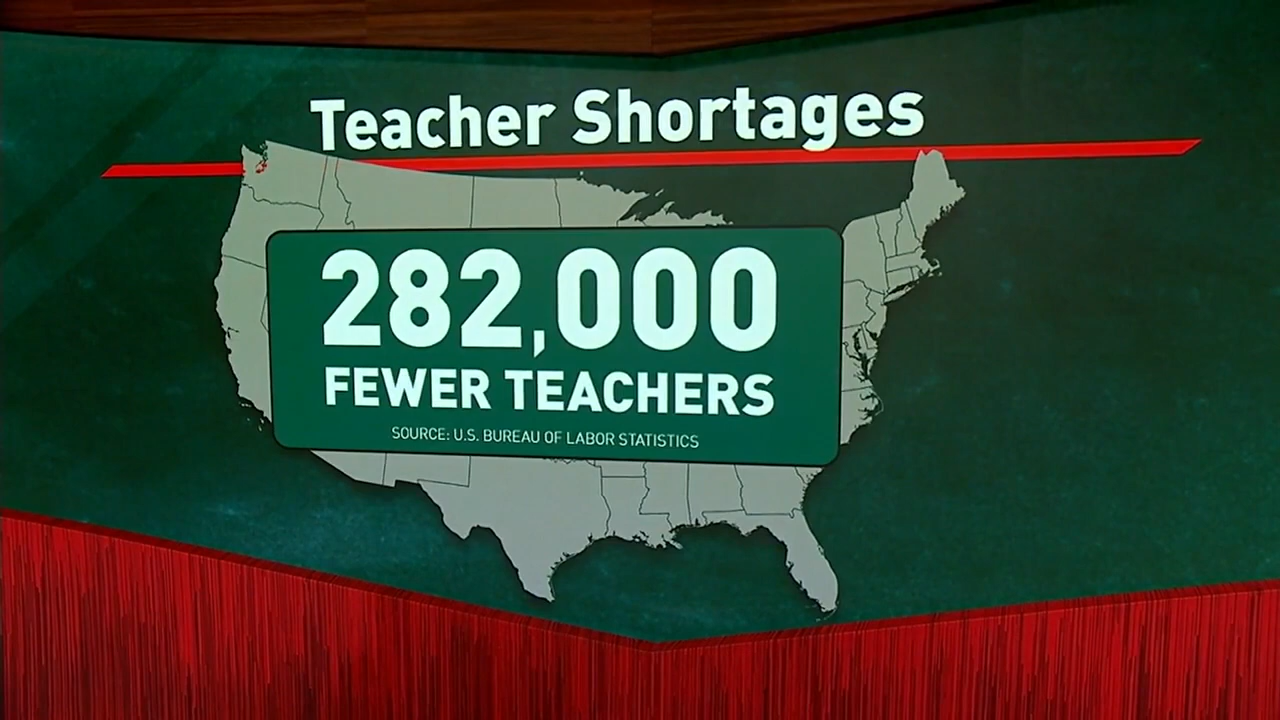 Teacher Shortages
282,000
FEWER TEACHERS
SOURCE: U.S. BUREAU OF LABOR STATISTICS